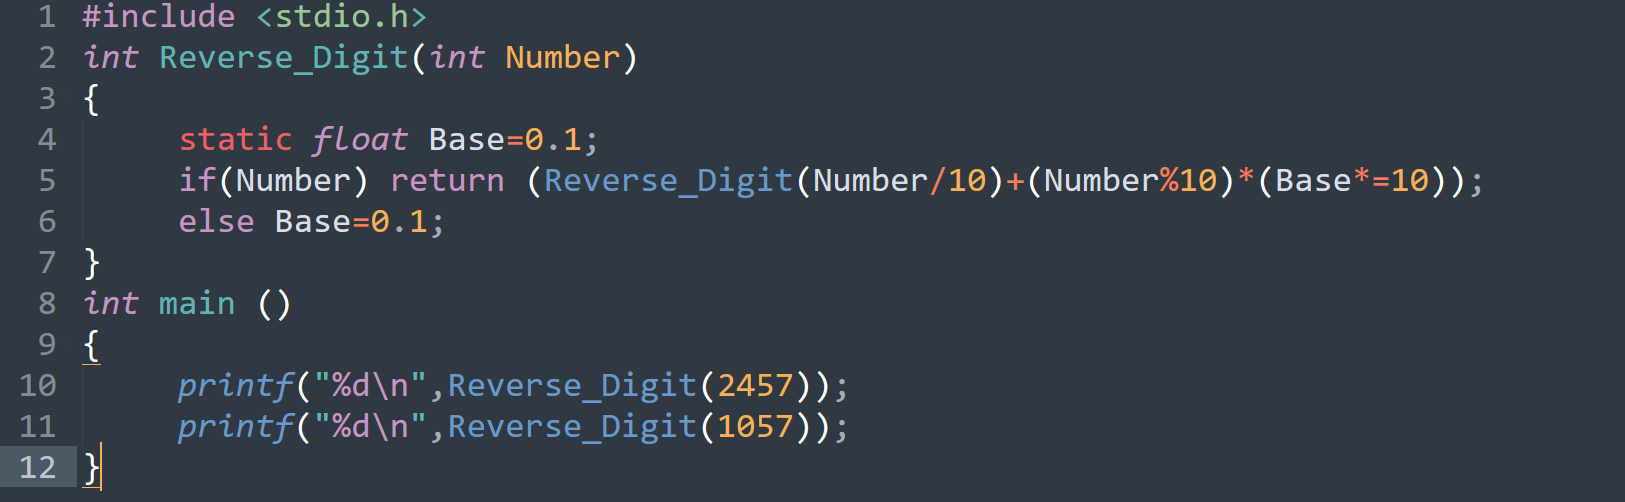 1 #include <stdio.h>
2 int Reverse_Digit(int Number)
3 {
4 static float Base=0.1;
5 if(Number) return (Reverse_Digit(Number/10)+(Number%10)*(Base*=10));
6 else Base=0.1;
7 }
8 int main ()
9 {
10 printf("%d\n",Reverse_Digit(2457));
11 printf("%d\n",Reverse_Digit(1057));
12 }